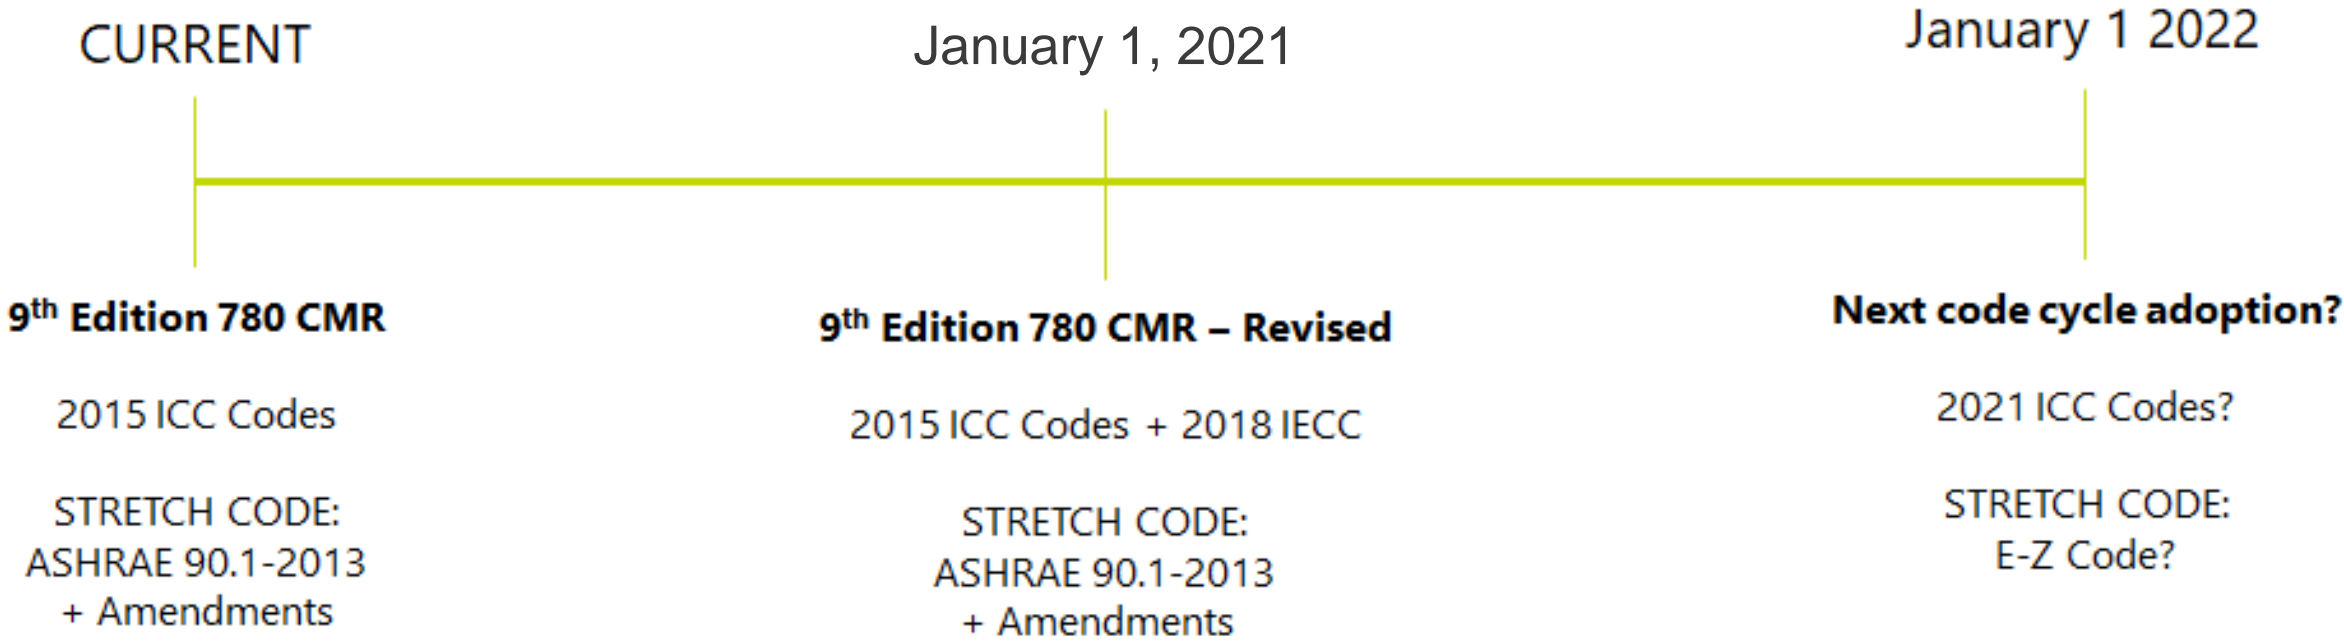 CURRENT
January 1, 2021
January 1 2022
9th Edition 780 CMR
2015 ICC Codes
STRETCH CODE:
ASHRAE 90.1-2013
+ Amendments
9th Edition 780 CMR – Revised
2015 ICC Codes + 2018 IECC
STRETCH CODE:
ASHRAE 90.1-2013
+ Amendments
Next code cycle adoption?
2021 ICC Codes?
STRETCH CODE:
E-Z Code?